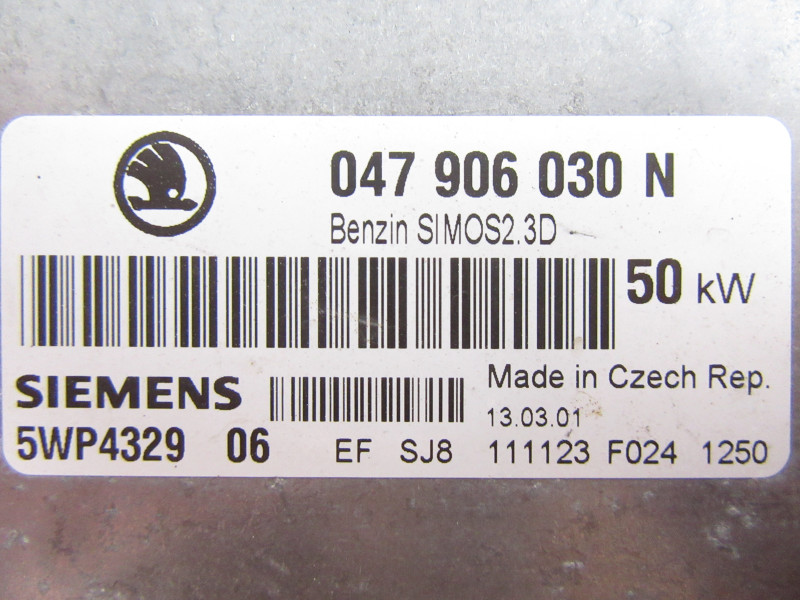 047 906 030 N
Benzin SIMOS2.3D
50 kW
SIEMENS
Made in Czech Rep.
13.03.01
5WP4329 06 EF SJ8 111123 F024 1250